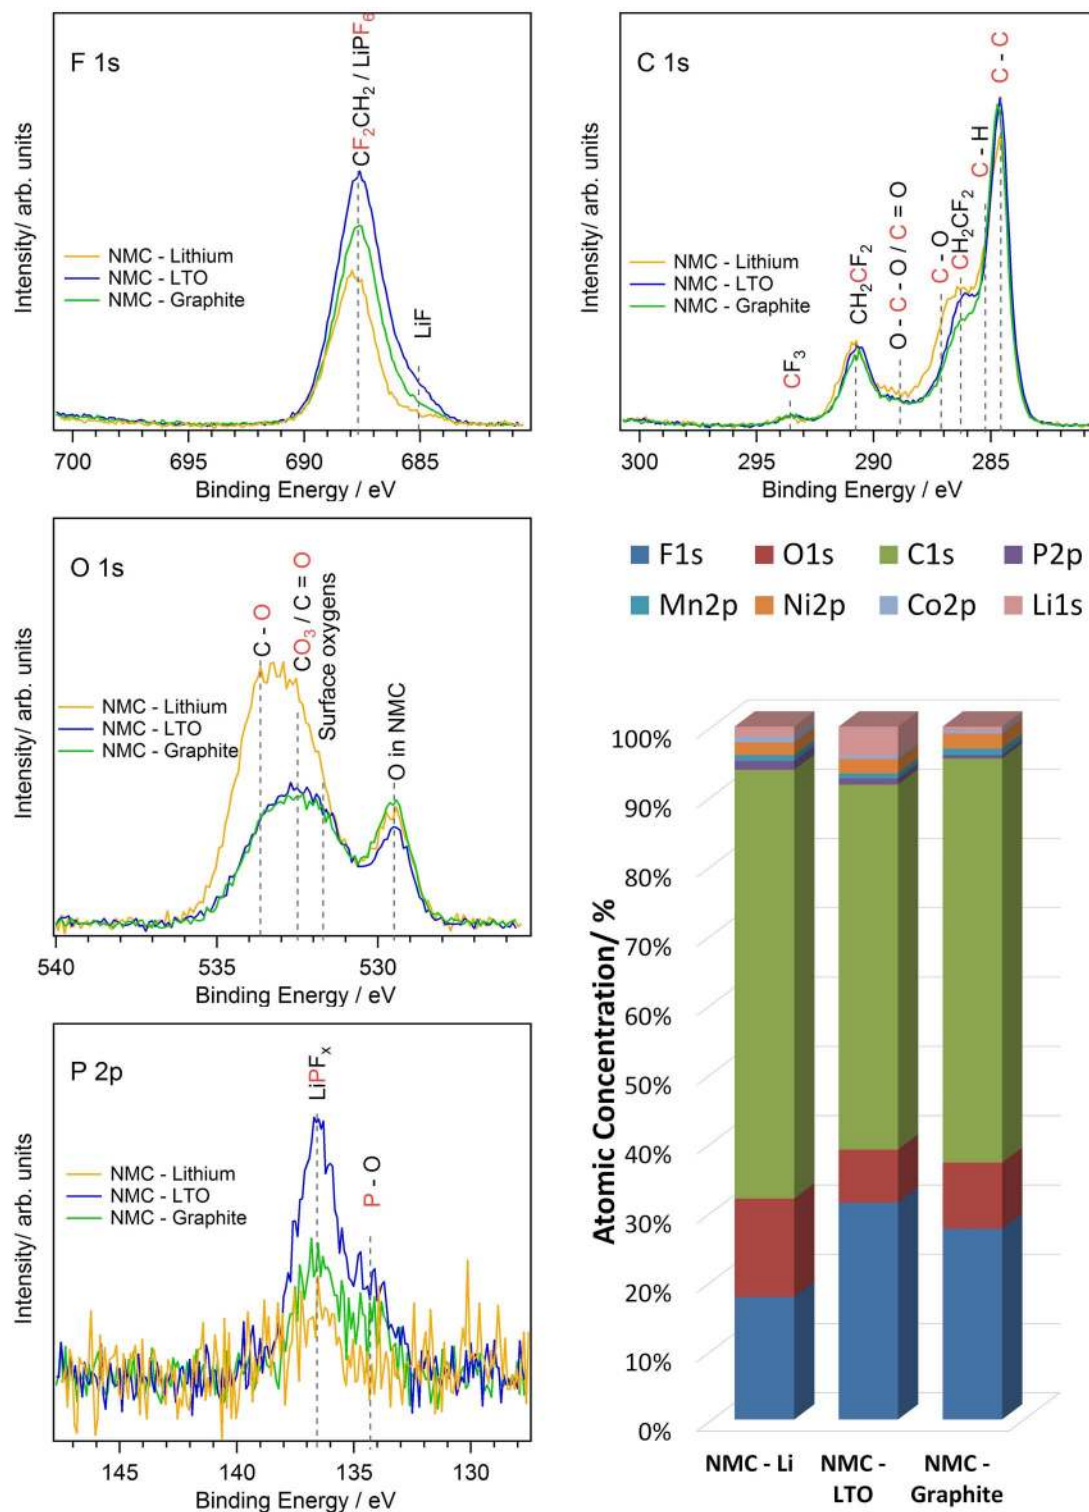 F 1s
Intensity/ arb. units
CF₂CH₂ / LiPF₆
LiF
NMC - Lithium
NMC - LTO
NMC - Graphite
700 695 690 685
Binding Energy / eV
C 1s
Intensity/ arb. units
CF₃
CH₂CF₂
O - C - O / C = O
C - O
CH₂CF₂
C - H
C - C
NMC - Lithium
NMC - LTO
NMC - Graphite
300 295 290 285
Binding Energy / eV
O 1s
Intensity/ arb. units
C - O
CO₃ / C = O
Surface oxygens
O in NMC
NMC - Lithium
NMC - LTO
NMC - Graphite
540 535 530
Binding Energy / eV
F1s O1s C1s P2p
Mn2p Ni2p Co2p Li1s
Atomic Concentration/ %
100%
90%
80%
70%
60%
50%
40%
30%
20%
10%
0%
NMC - Li NMC - NMC -
LTO Graphite
P 2p
Intensity/ arb. units
LiPFₓ
P - O
NMC - Lithium
NMC - LTO
NMC - Graphite
145 140 135 130
Binding Energy / eV